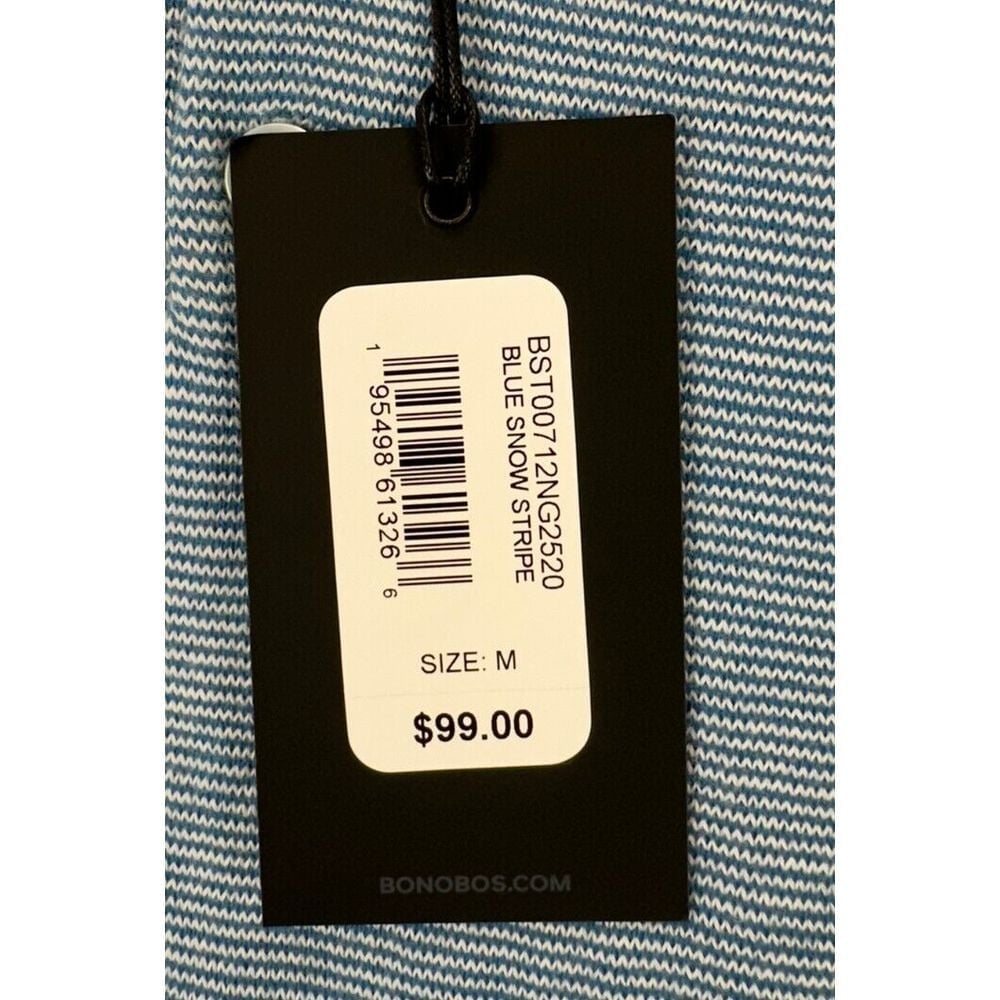 BST00712NG2520
BLUE SNOW STRIPE
1 95498 61326 6
SIZE: M
$99.00
BONOBOS.COM